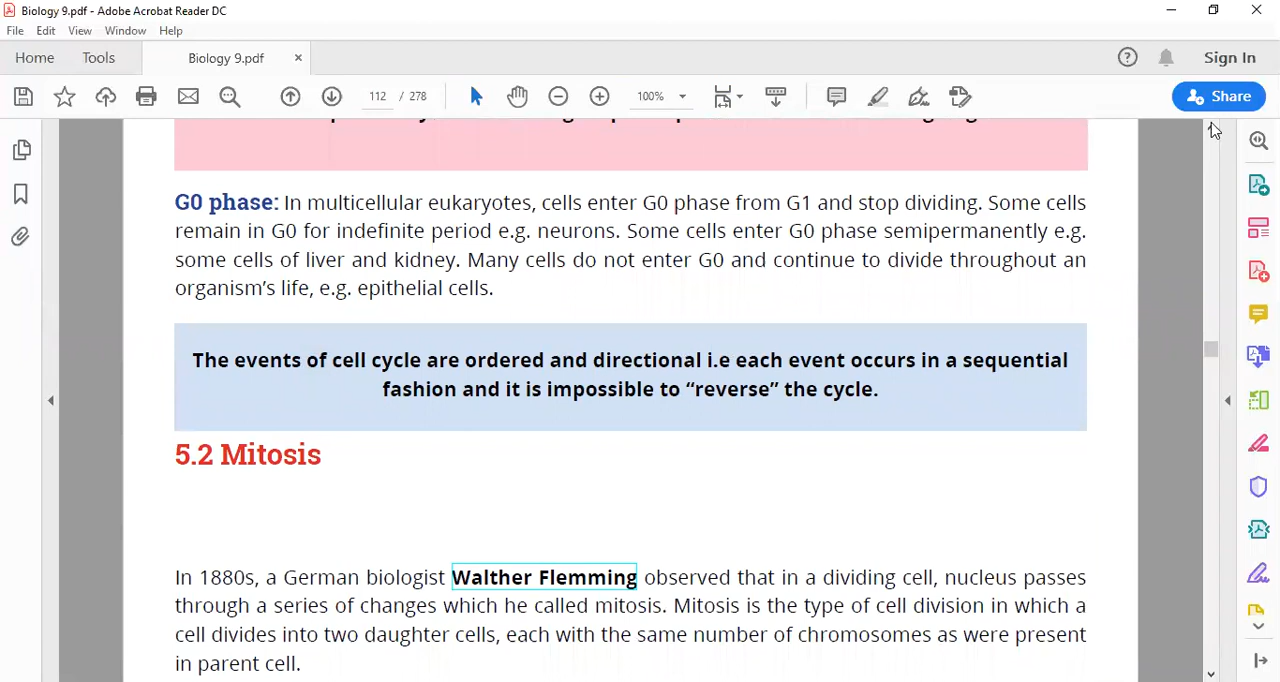 Biology 9.pdf - Adobe Acrobat Reader DC
File Edit View Window Help
Home Tools Biology 9.pdf × Sign In
112 / 278 100% Share
G0 phase: In multicellular eukaryotes, cells enter G0 phase from G1 and stop dividing. Some cells
remain in G0 for indefinite period e.g. neurons. Some cells enter G0 phase semipermanently e.g.
some cells of liver and kidney. Many cells do not enter G0 and continue to divide throughout an
organism’s life, e.g. epithelial cells.
The events of cell cycle are ordered and directional i.e each event occurs in a sequential
fashion and it is impossible to “reverse” the cycle.
5.2 Mitosis
In 1880s, a German biologist Walther Flemming observed that in a dividing cell, nucleus passes
through a series of changes which he called mitosis. Mitosis is the type of cell division in which a
cell divides into two daughter cells, each with the same number of chromosomes as were present
in parent cell.